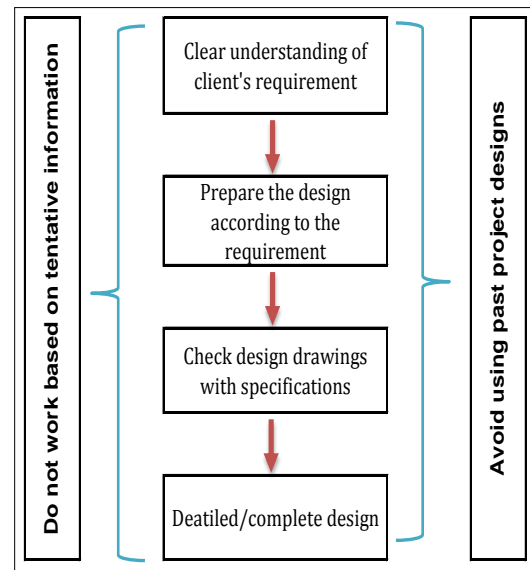 Do not work based on tentative information
Clear understanding of
client's requirement
Prepare the design
according to the
requirement
Check design drawings
with specifications
Deatiled/complete design
Avoid using past project designs